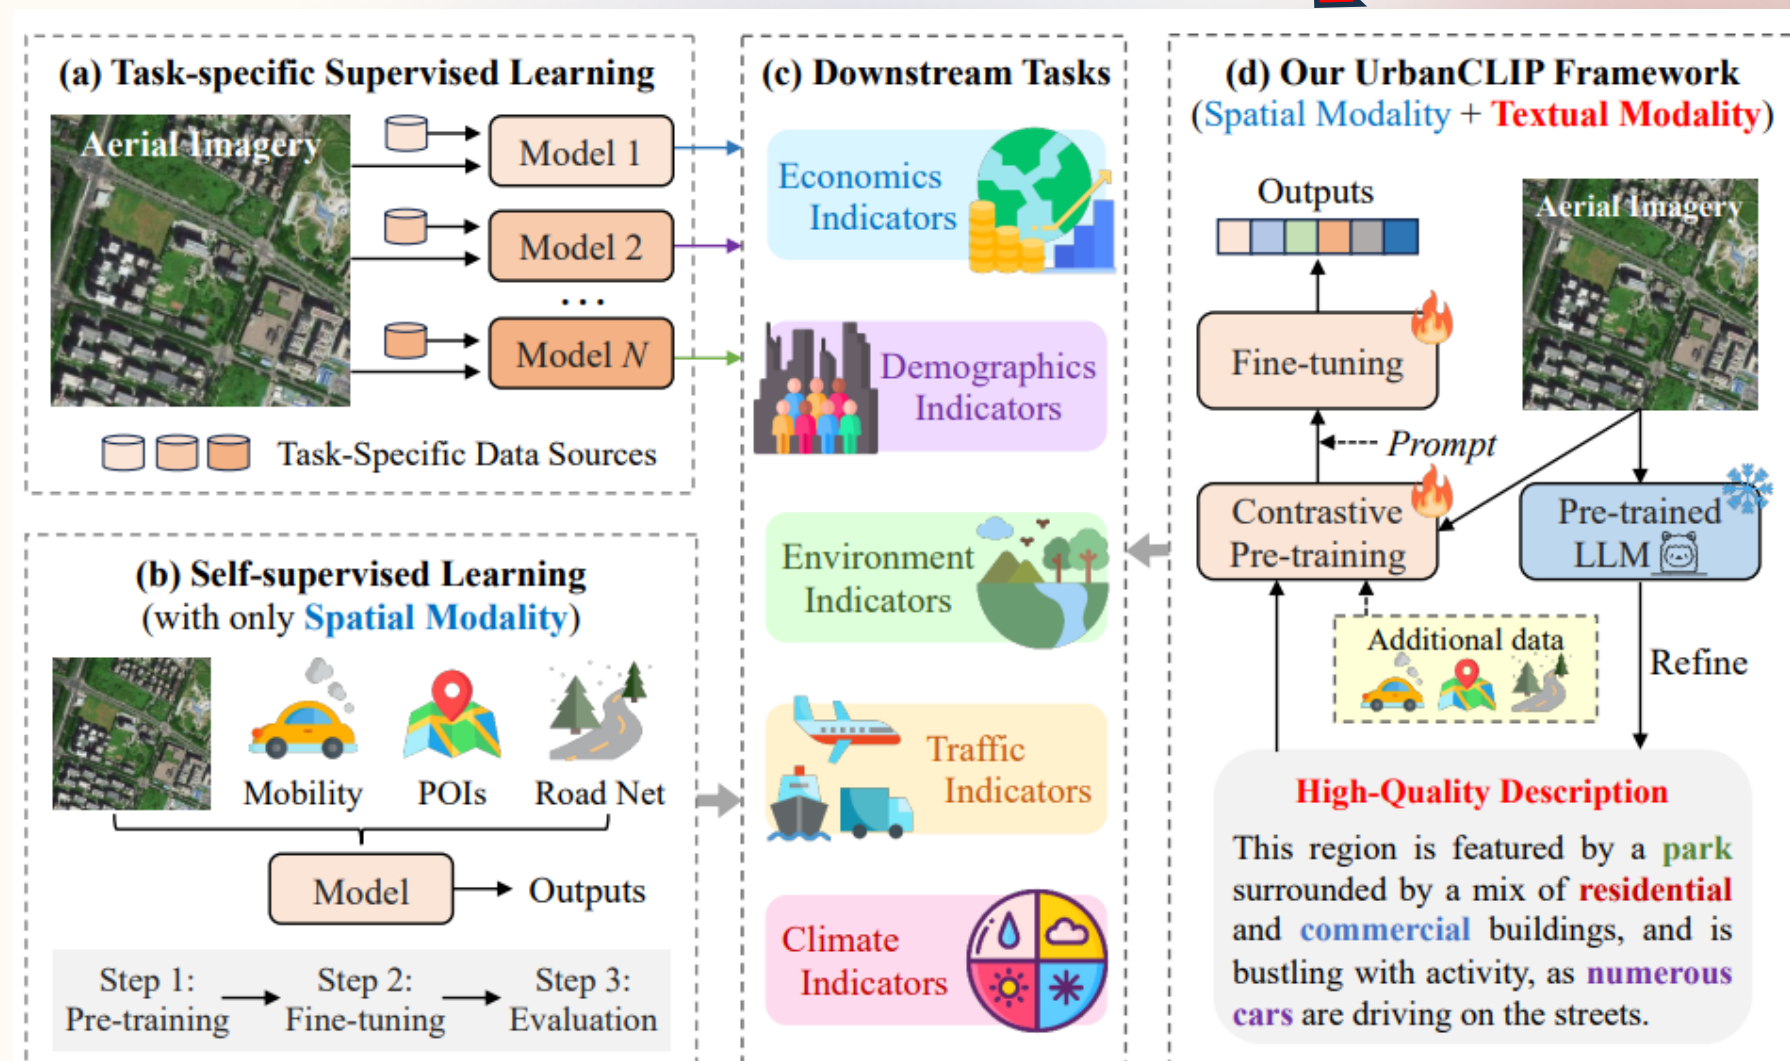 (a) Task-specific Supervised Learning
Aerial Imagery
Model 1
Model 2
...
Model N
Task-Specific Data Sources
(b) Self-supervised Learning
(with only Spatial Modality)
Mobility
POIs
Road Net
Model
Outputs
Step 1:
Pre-training
Step 2:
Fine-tuning
Step 3:
Evaluation
(c) Downstream Tasks
Economics
Indicators
Demographics
Indicators
Environment
Indicators
Traffic
Indicators
Climate
Indicators
(d) Our UrbanCLIP Framework
(Spatial Modality + Textual Modality)
Outputs
Aerial Imagery
Fine-tuning
Prompt
Contrastive
Pre-training
Pre-trained
LLM
Additional data
Refine
High-Quality Description
This region is featured by a park
surrounded by a mix of residential
and commercial buildings, and is
bustling with activity, as numerous
cars are driving on the streets.